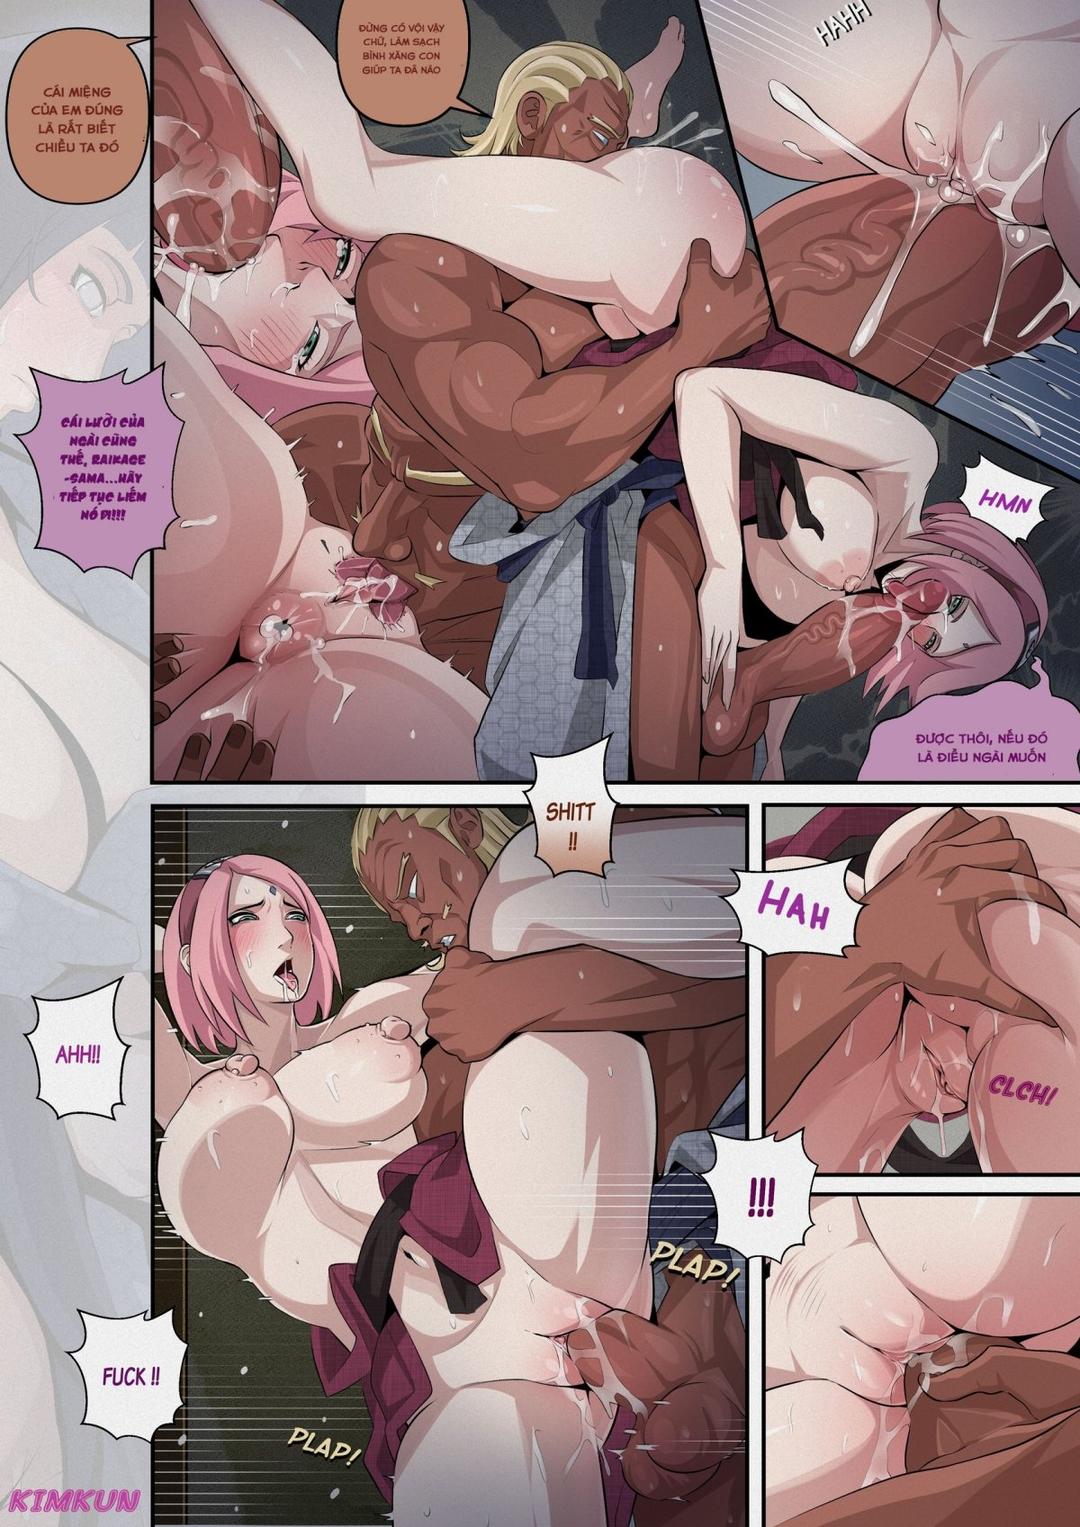 CÁI MIỆNG
CỦA EM ĐÚNG
LÀ RẤT BIẾT
CHIỀU TA ĐÓ
ĐỪNG CÓ VỘI VẬY
CHỨ, LÀM SẠCH
BÌNH XĂNG CON
GIÚP TA ĐÃ NÀO
HAHH
CÁI LƯỠI CỦA
NGÀI CŨNG
THẾ, RAIKAGE
-SAMA...HÃY
TIẾP TỤC LIẾM
NÓ ĐI!!!
HMN
ĐƯỢC THÔI, NẾU ĐÓ
LÀ ĐIỀU NGÀI MUỐN
SHITT
!!
HAH
AHH!!
CLCH!
!!!
PLAP!
FUCK !!
PLAP!
KIMKUN